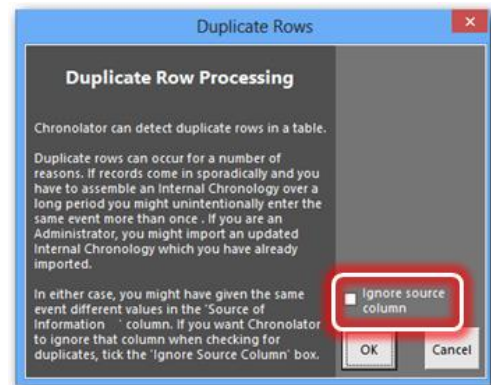 Duplicate Rows
Duplicate Row Processing
Chronolator can detect duplicate rows in a table.
Duplicate rows can occur for a number of
reasons. If records come in sporadically and you
have to assemble an Internal Chronology over a
long period you might unintentionally enter the
same event more than once . If you are an
Administrator, you might import an updated
Internal Chronology which you have already
imported.
In either case, you might have given the same
event different values in the 'Source of
Information ' column. If you want Chronolator
to ignore that column when checking for
duplicates, tick the 'Ignore Source Column' box.
Ignore source
column
OK
Cancel